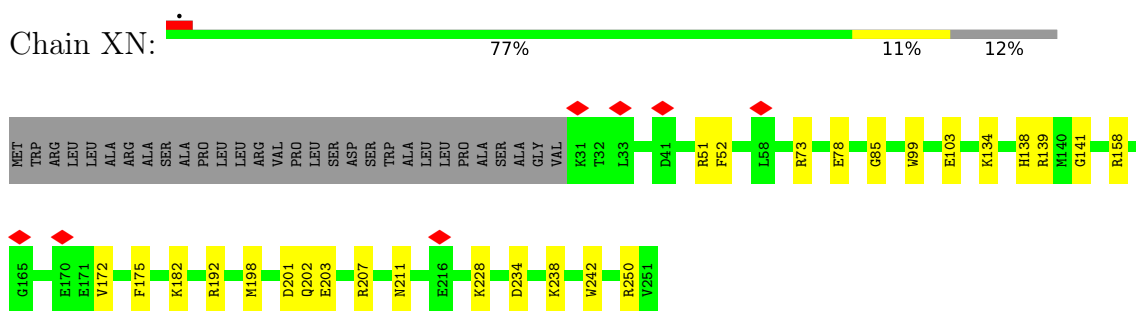 Chain XN:
77% 11% 12%
MET TRP ARG LEU LEU ALA ARG ALA SER ALA PRO LEU LEU ARG VAL PRO LEU SER ASP SER TRP ALA LEU LEU PRO ALA SER ALA GLY VAL K31 T32 L33 D41 R51 F52 L58 R73 E78 G85 W99 E103 K134 H138 R139 M140 G141 R158
G165 E170 E171 V172 F175 K182 R192 M198 D201 Q202 E203 R207 N211 E216 K228 D234 K238 W242 R250 V251